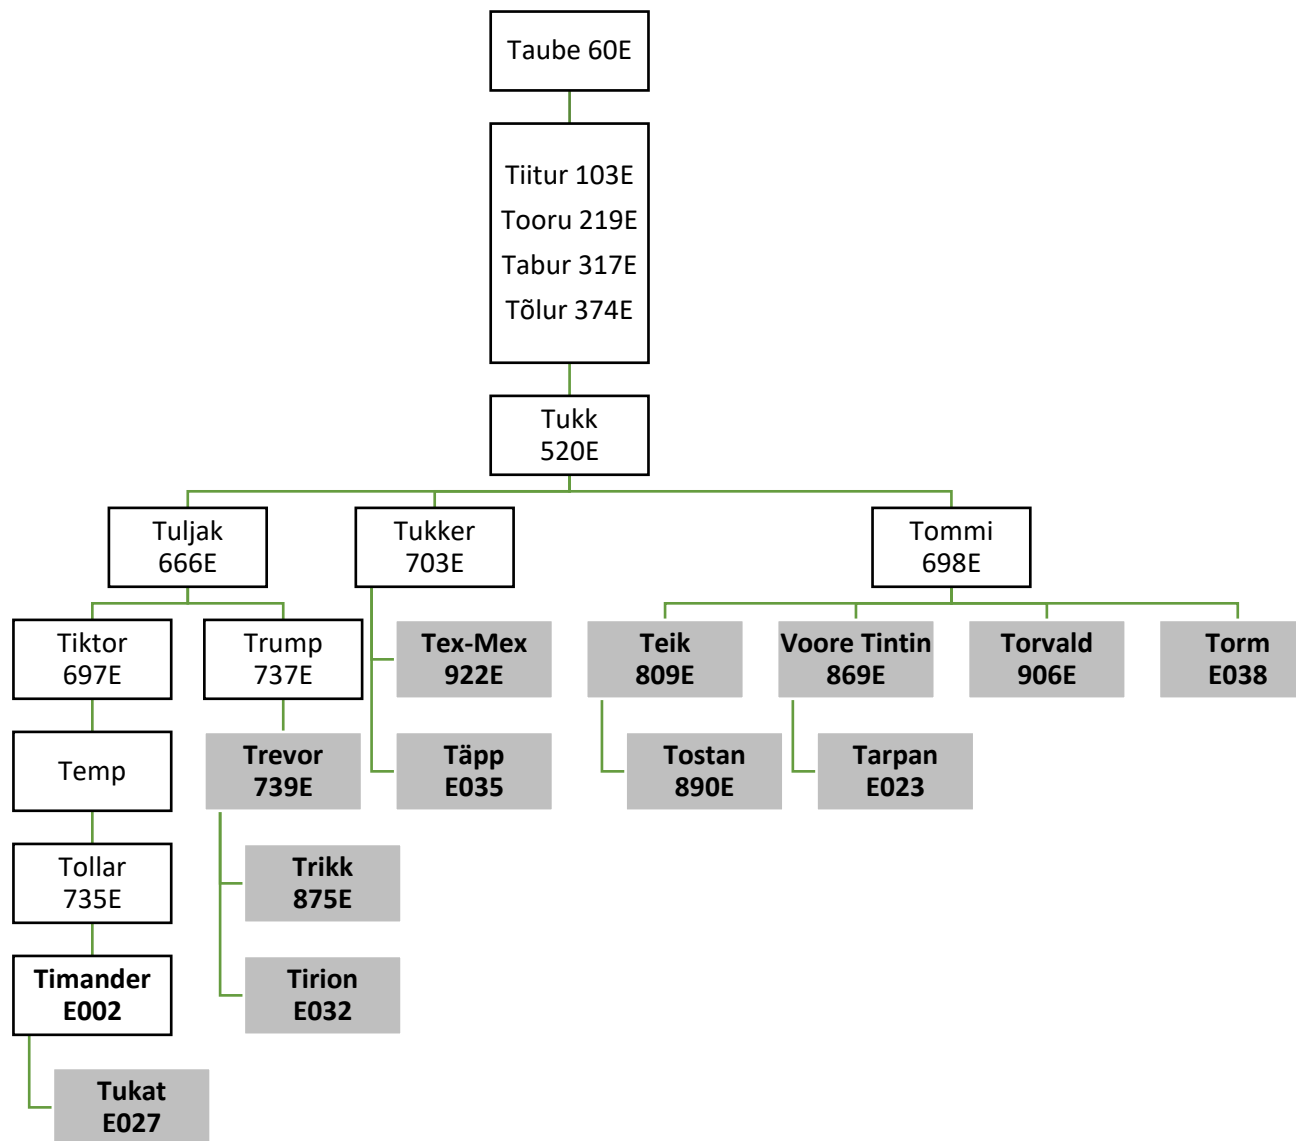 Taube 60E
Tiitur 103E
Tooru 219E
Tabur 317E
Tõlur 374E
Tukk
520E
Tuljak
666E
Tukker
703E
Tommi
698E
Tiktor
697E
Trump
737E
Tex-Mex
922E
Teik
809E
Voore Tintin
869E
Torvald
906E
Torm
E038
Temp
Trevor
739E
Täpp
E035
Tostan
890E
Tarpan
E023
Tollar
735E
Trikk
875E
Timander
E002
Tirion
E032
Tukat
E027